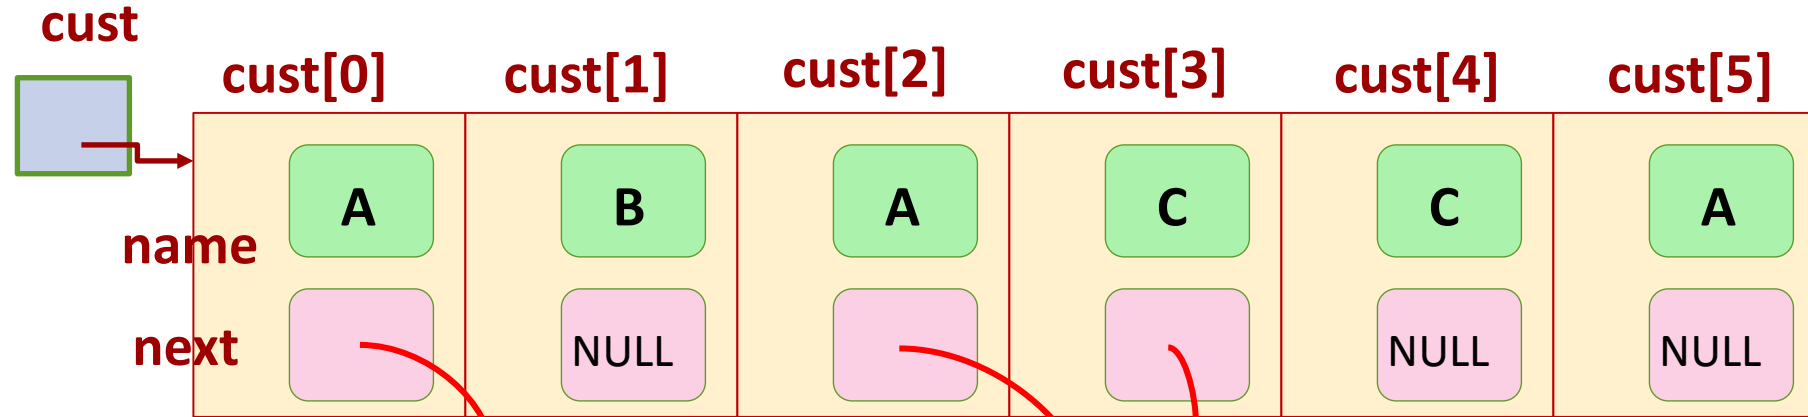 cust
cust[0] cust[1] cust[2] cust[3] cust[4] cust[5]
A B A C C A
name
next NULL NULL NULL